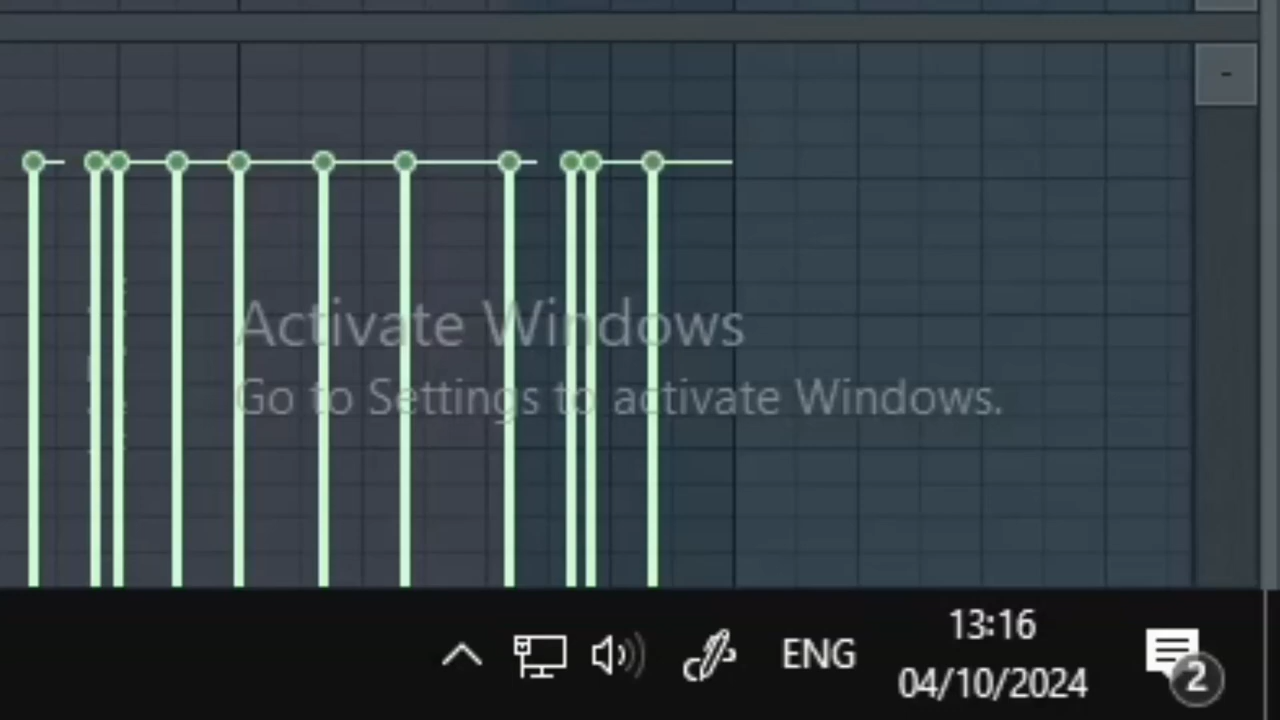 Activate Windows
Go to Settings to activate Windows.
ENG
13:16
04/10/2024
2